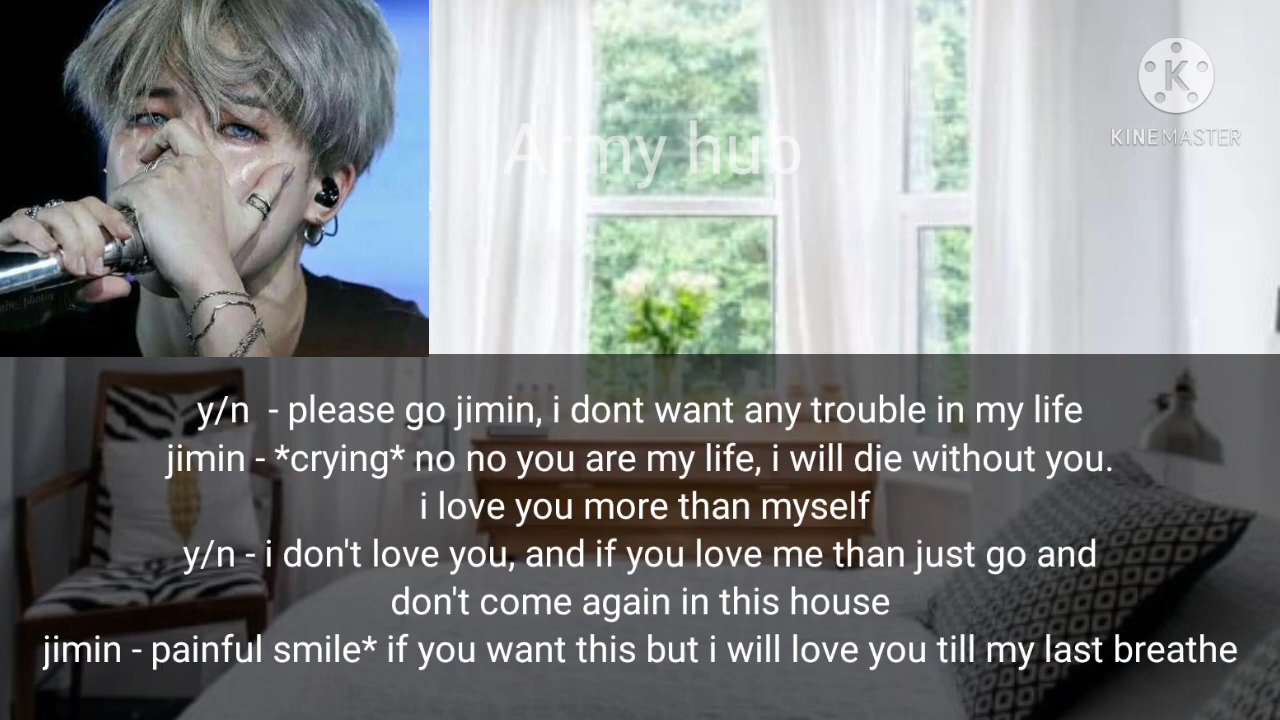 Army hub
K
KINEMASTER
y/n  - please go jimin, i dont want any trouble in my life
jimin - *crying* no no you are my life, i will die without you.
i love you more than myself
y/n - i don't love you, and if you love me than just go and
don't come again in this house
jimin - painful smile* if you want this but i will love you till my last breathe